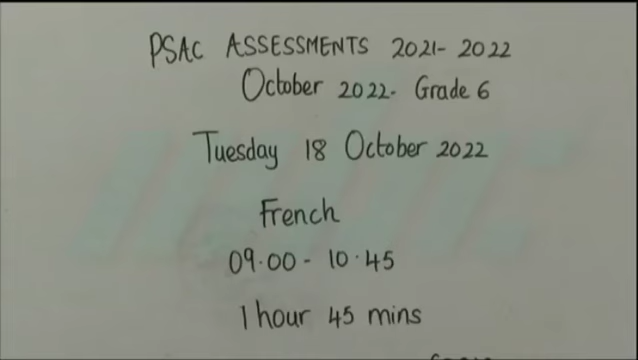 PSAC ASSESSMENTS 2021-2022
October 2022- Grade 6
Tuesday 18 October 2022
French
09.00 - 10.45
1 hour 45 mins